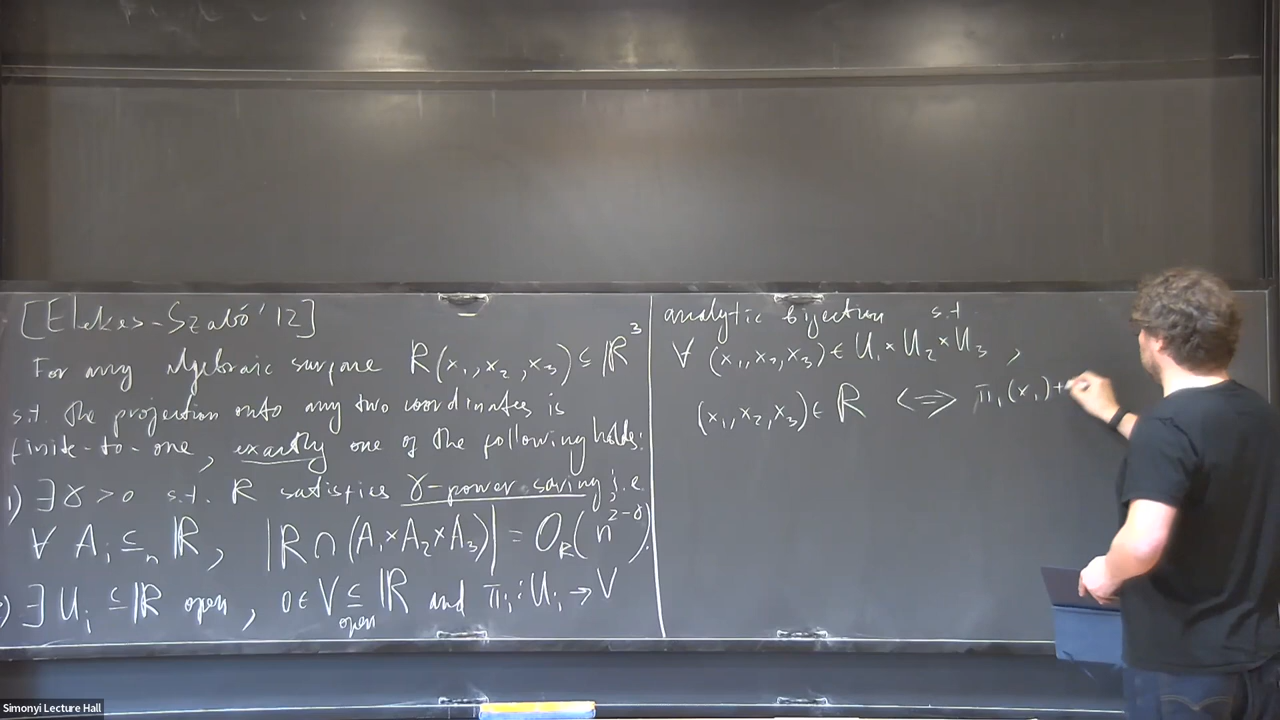 [Elekes-Szabó '12]
For any algebraic surface R(x₁, x₂, x₃) ⊆ ℝ³
s.t. the projection onto any two coordinates is
finite-to-one, exactly one of the following holds:
1) ∃ γ > 0 s.t. R satisfies γ-power saving, i.e.
∀ Aᵢ ⊆ₙ ℝ, |R ∩ (A₁ × A₂ × A₃)| = O_R(n^{2-γ}).
) ∃ Uᵢ ⊆ ℝ open, 0 ∈ V ⊆ ℝ and πᵢ : Uᵢ → V
open
analytic bijection s.t.
∀ (x₁, x₂, x₃) ∈ U₁ × U₂ × U₃,
(x₁, x₂, x₃) ∈ R ⇔ π₁(x₁) +
Simonyi Lecture Hall